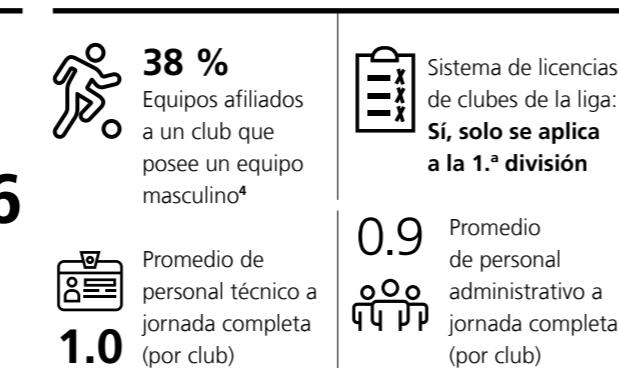 38 %
Equipos afiliados
a un club que
posee un equipo
masculino⁴
Sistema de licencias
de clubes de la liga:
Sí, solo se aplica
a la 1.ª división
6
Promedio de
personal técnico a
jornada completa
1.0 (por club)
0.9 Promedio
de personal
administrativo a
jornada completa
(por club)